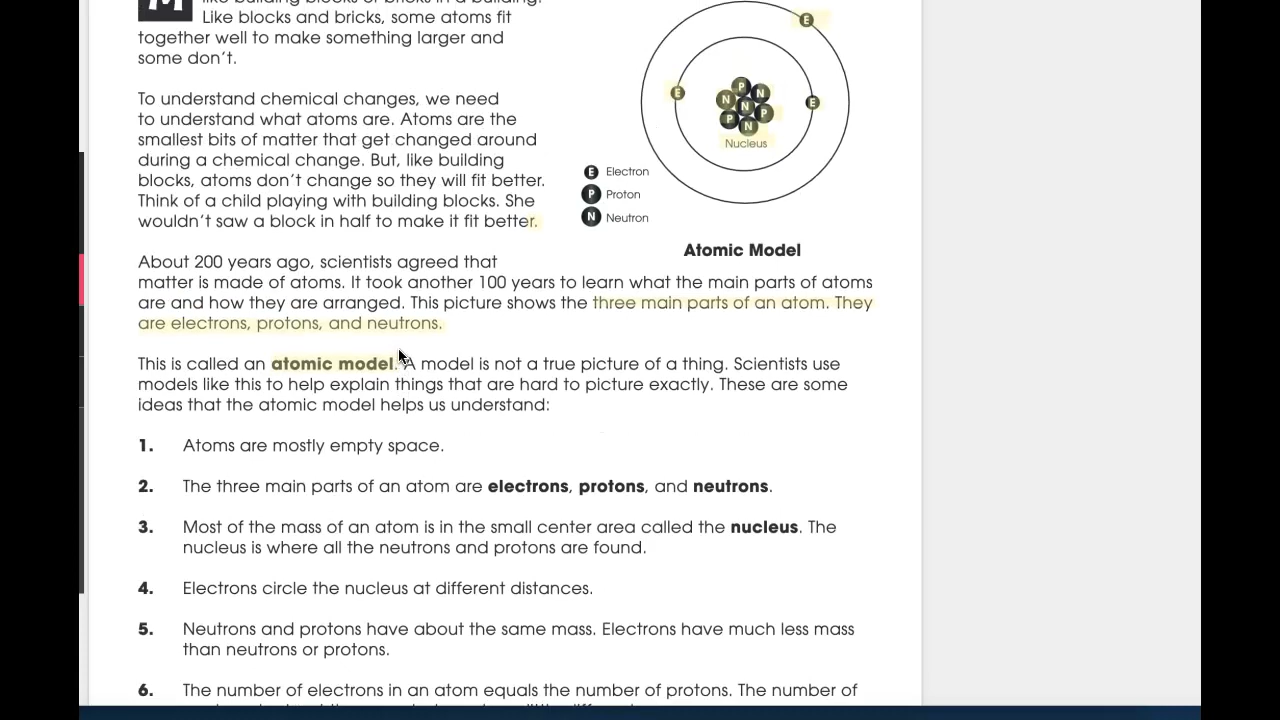 Like blocks and bricks, some atoms fit
together well to make something larger and
some don't.
To understand chemical changes, we need
to understand what atoms are. Atoms are the
smallest bits of matter that get changed around
during a chemical change. But, like building
blocks, atoms don't change so they will fit better.
Think of a child playing with building blocks. She
wouldn't saw a block in half to make it fit better.
E
E
E
P
N
N
N
P
P
N
Nucleus
E Electron
P Proton
N Neutron
Atomic Model
About 200 years ago, scientists agreed that
matter is made of atoms. It took another 100 years to learn what the main parts of atoms
are and how they are arranged. This picture shows the three main parts of an atom. They
are electrons, protons, and neutrons.
This is called an atomic model. A model is not a true picture of a thing. Scientists use
models like this to help explain things that are hard to picture exactly. These are some
ideas that the atomic model helps us understand:
1. Atoms are mostly empty space.
2. The three main parts of an atom are electrons, protons, and neutrons.
3. Most of the mass of an atom is in the small center area called the nucleus. The
nucleus is where all the neutrons and protons are found.
4. Electrons circle the nucleus at different distances.
5. Neutrons and protons have about the same mass. Electrons have much less mass
than neutrons or protons.
6. The number of electrons in an atom equals the number of protons. The number of